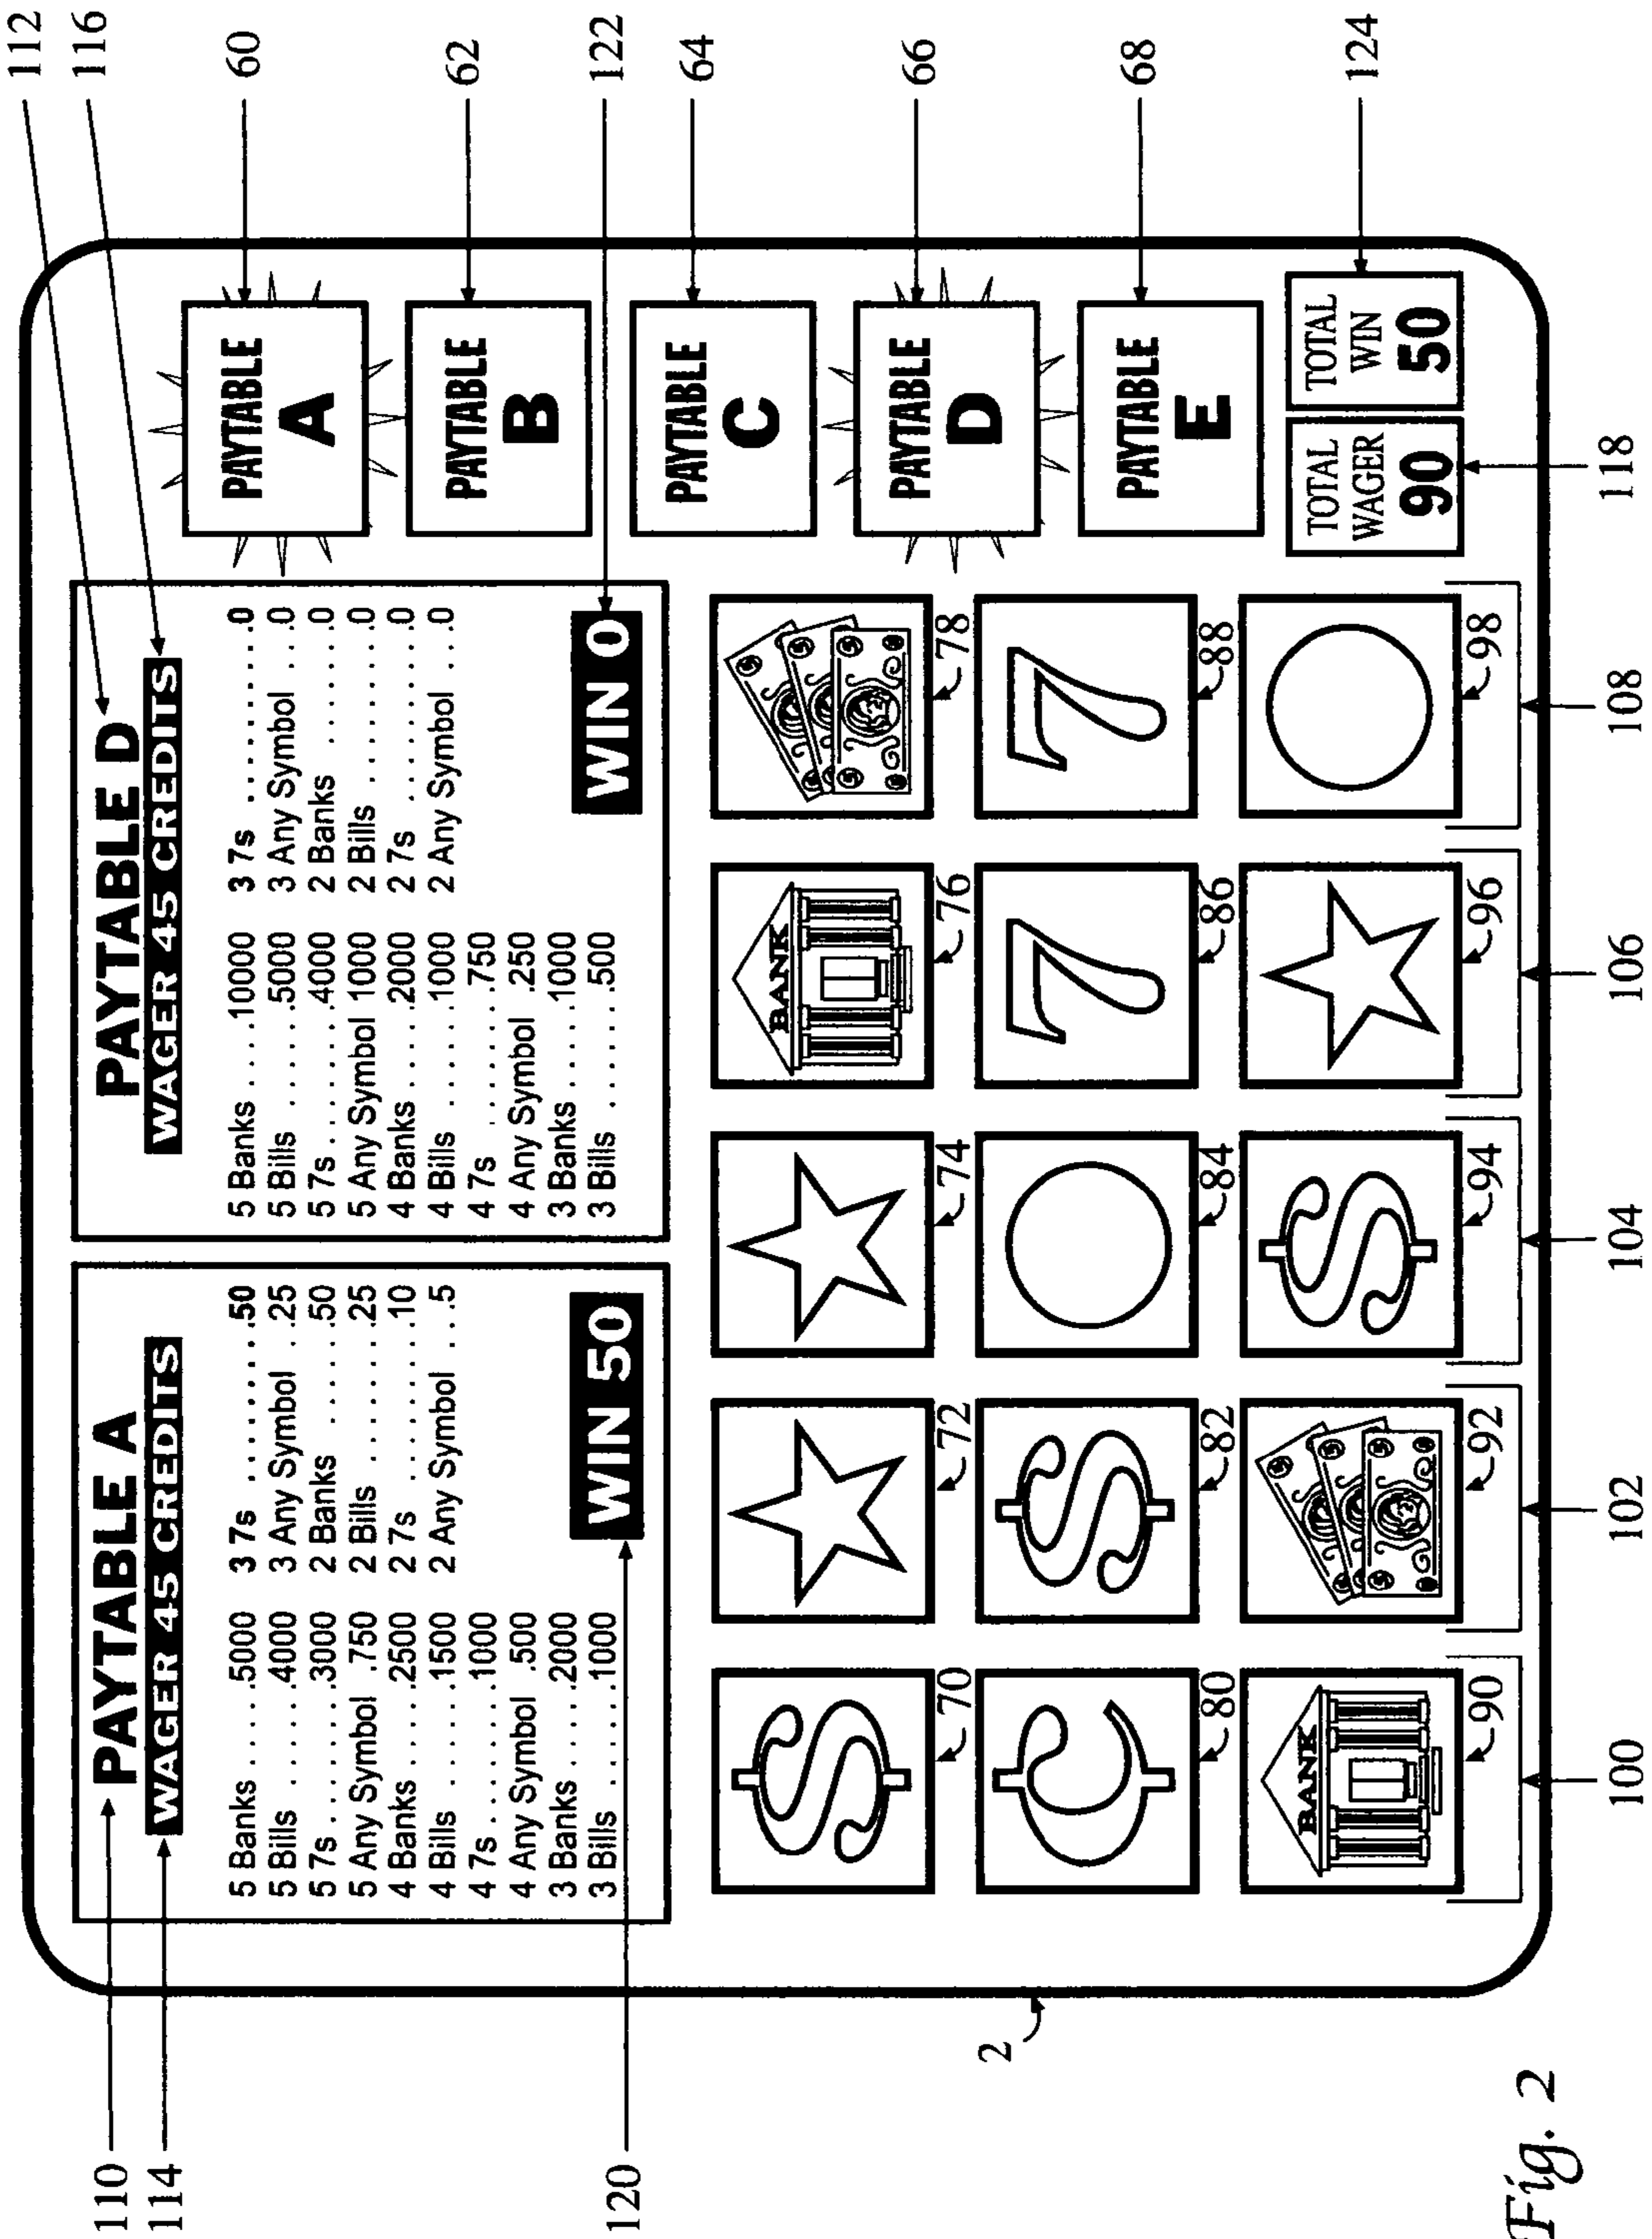 112
116
60
62
122
64
66
68
124
110
114
120
PAYTABLE A
WAGER 45 CREDITS
5 Banks .....5000
5 Bills .......4000
5 7s.........3000
5 Any Symbol .750
4 Banks .....2500
4 Bills .......1500
4 7s.........1000
4 Any Symbol .500
3 Banks .....2000
3 Bills .......1000
3 7s .........50
3 Any Symbol ..25
2 Banks ......50
2 Bills ........25
2 7s .........10
2 Any Symbol ...5
WIN 50
PAYTABLE D
WAGER 45 CREDITS
5 Banks ....10000
5 Bills .......5000
5 7s.........4000
5 Any Symbol 1000
4 Banks .....2000
4 Bills .......1000
4 7s .........750
4 Any Symbol .250
3 Banks .....1000
3 Bills ........500
3 7s ..........0
3 Any Symbol ...0
2 Banks .......0
2 Bills .........0
2 7s ..........0
2 Any Symbol ...0
WIN 0
PAYTABLE
A
PAYTABLE
B
PAYTABLE
C
PAYTABLE
D
PAYTABLE
E
TOTAL
WAGER
90
TOTAL
WIN
50
$
BANK
70
72
74
76
78
$
7
7
80
82
84
86
88
BANK
$
90
92
94
96
98
100
102
104
106
108
118
2
Fig. 2